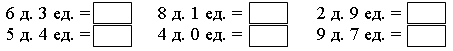 6 д. 3 ед. = 8 д. 1 ед. = 2 д. 9 ед. =
5 д. 4 ед. = 4 д. 0 ед. = 9 д. 7 ед. =